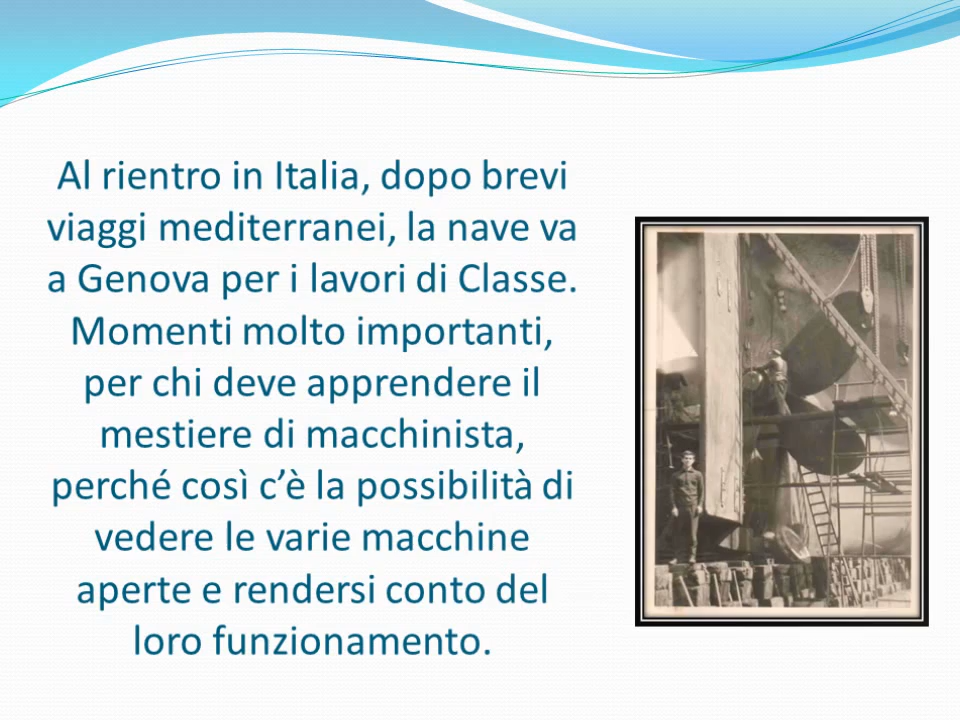 Al rientro in Italia, dopo brevi
viaggi mediterranei, la nave va
a Genova per i lavori di Classe.
Momenti molto importanti,
per chi deve apprendere il
mestiere di macchinista,
perché così c’è la possibilità di
vedere le varie macchine
aperte e rendersi conto del
loro funzionamento.